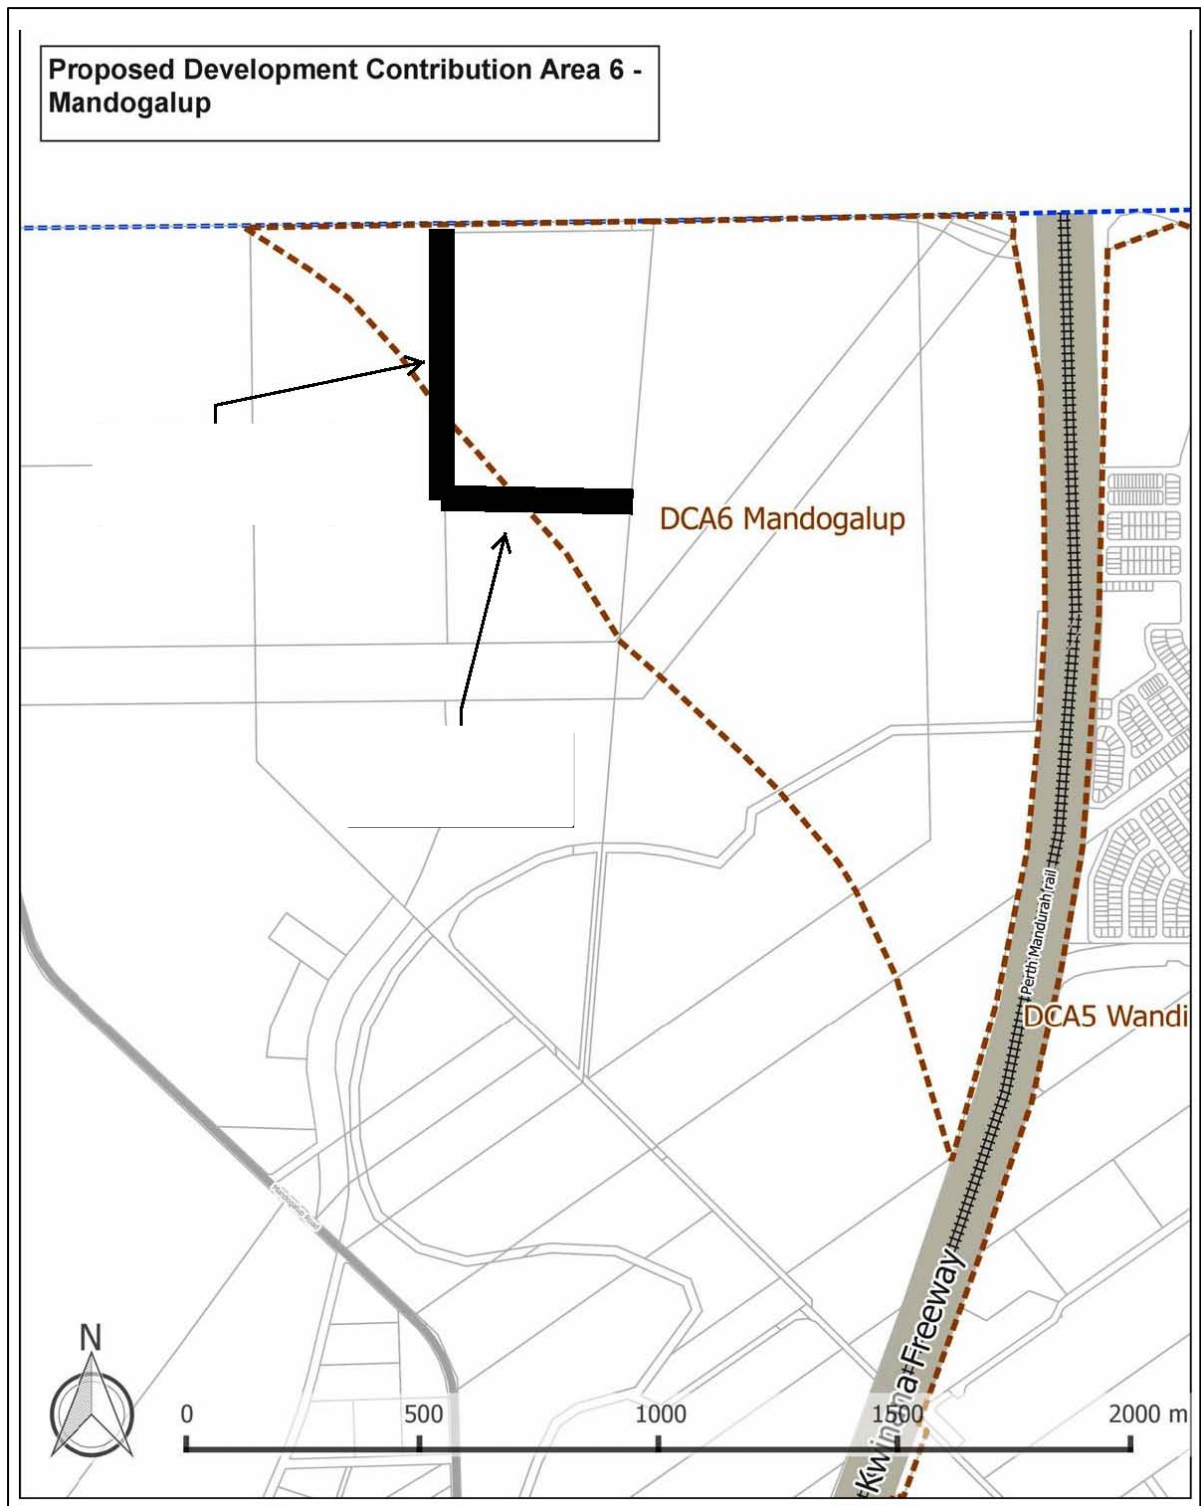 Proposed Development Contribution Area 6 -
Mandogalup
DCA6 Mandogalup
Perth Mandurah rail
DCA5 Wandi
Kwinana Freeway
N
0 500 1000 1500 2000 m